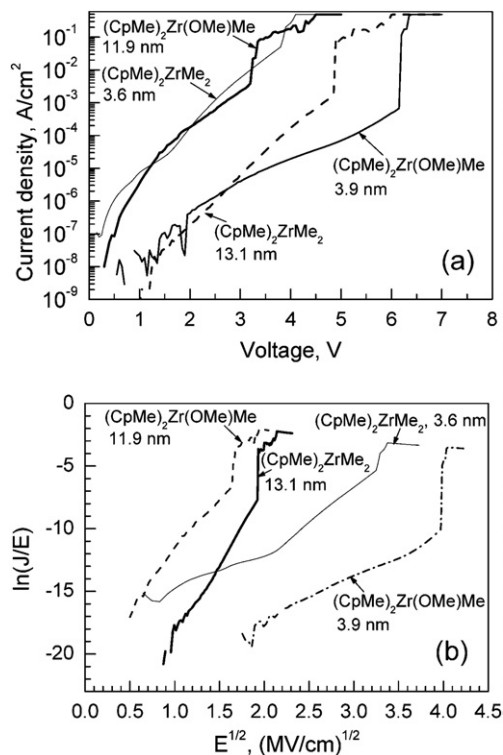 (CpMe)₂Zr(OMe)Me
11.9 nm
(CpMe)₂ZrMe₂
3.6 nm
(CpMe)₂Zr(OMe)Me
3.9 nm
(CpMe)₂ZrMe₂
13.1 nm
(a)
10⁻¹
10⁻²
10⁻³
10⁻⁴
10⁻⁵
10⁻⁶
10⁻⁷
10⁻⁸
10⁻⁹
Current density, A/cm²
0 1 2 3 4 5 6 7 8
Voltage, V
(CpMe)₂Zr(OMe)Me
11.9 nm
(CpMe)₂ZrMe₂, 3.6 nm
(CpMe)₂ZrMe₂
13.1 nm
(CpMe)₂Zr(OMe)Me
3.9 nm
(b)
0
-5
-10
-15
-20
ln(J/E)
0.0 0.5 1.0 1.5 2.0 2.5 3.0 3.5 4.0 4.5
E¹/², (MV/cm)¹/²